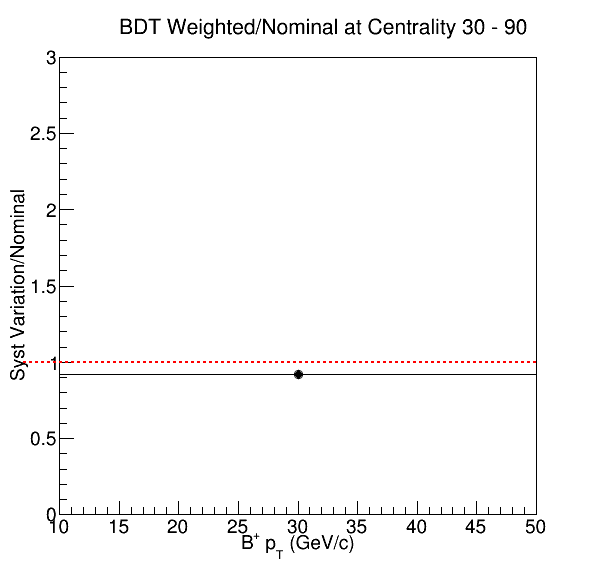 BDT Weighted/Nominal at Centrality 30 - 90
3
2.5
2
1.5
1
0.5
0
Syst Variation/Nominal
10 15 20 25 30 35 40 45 50
B⁺ p_T (GeV/c)